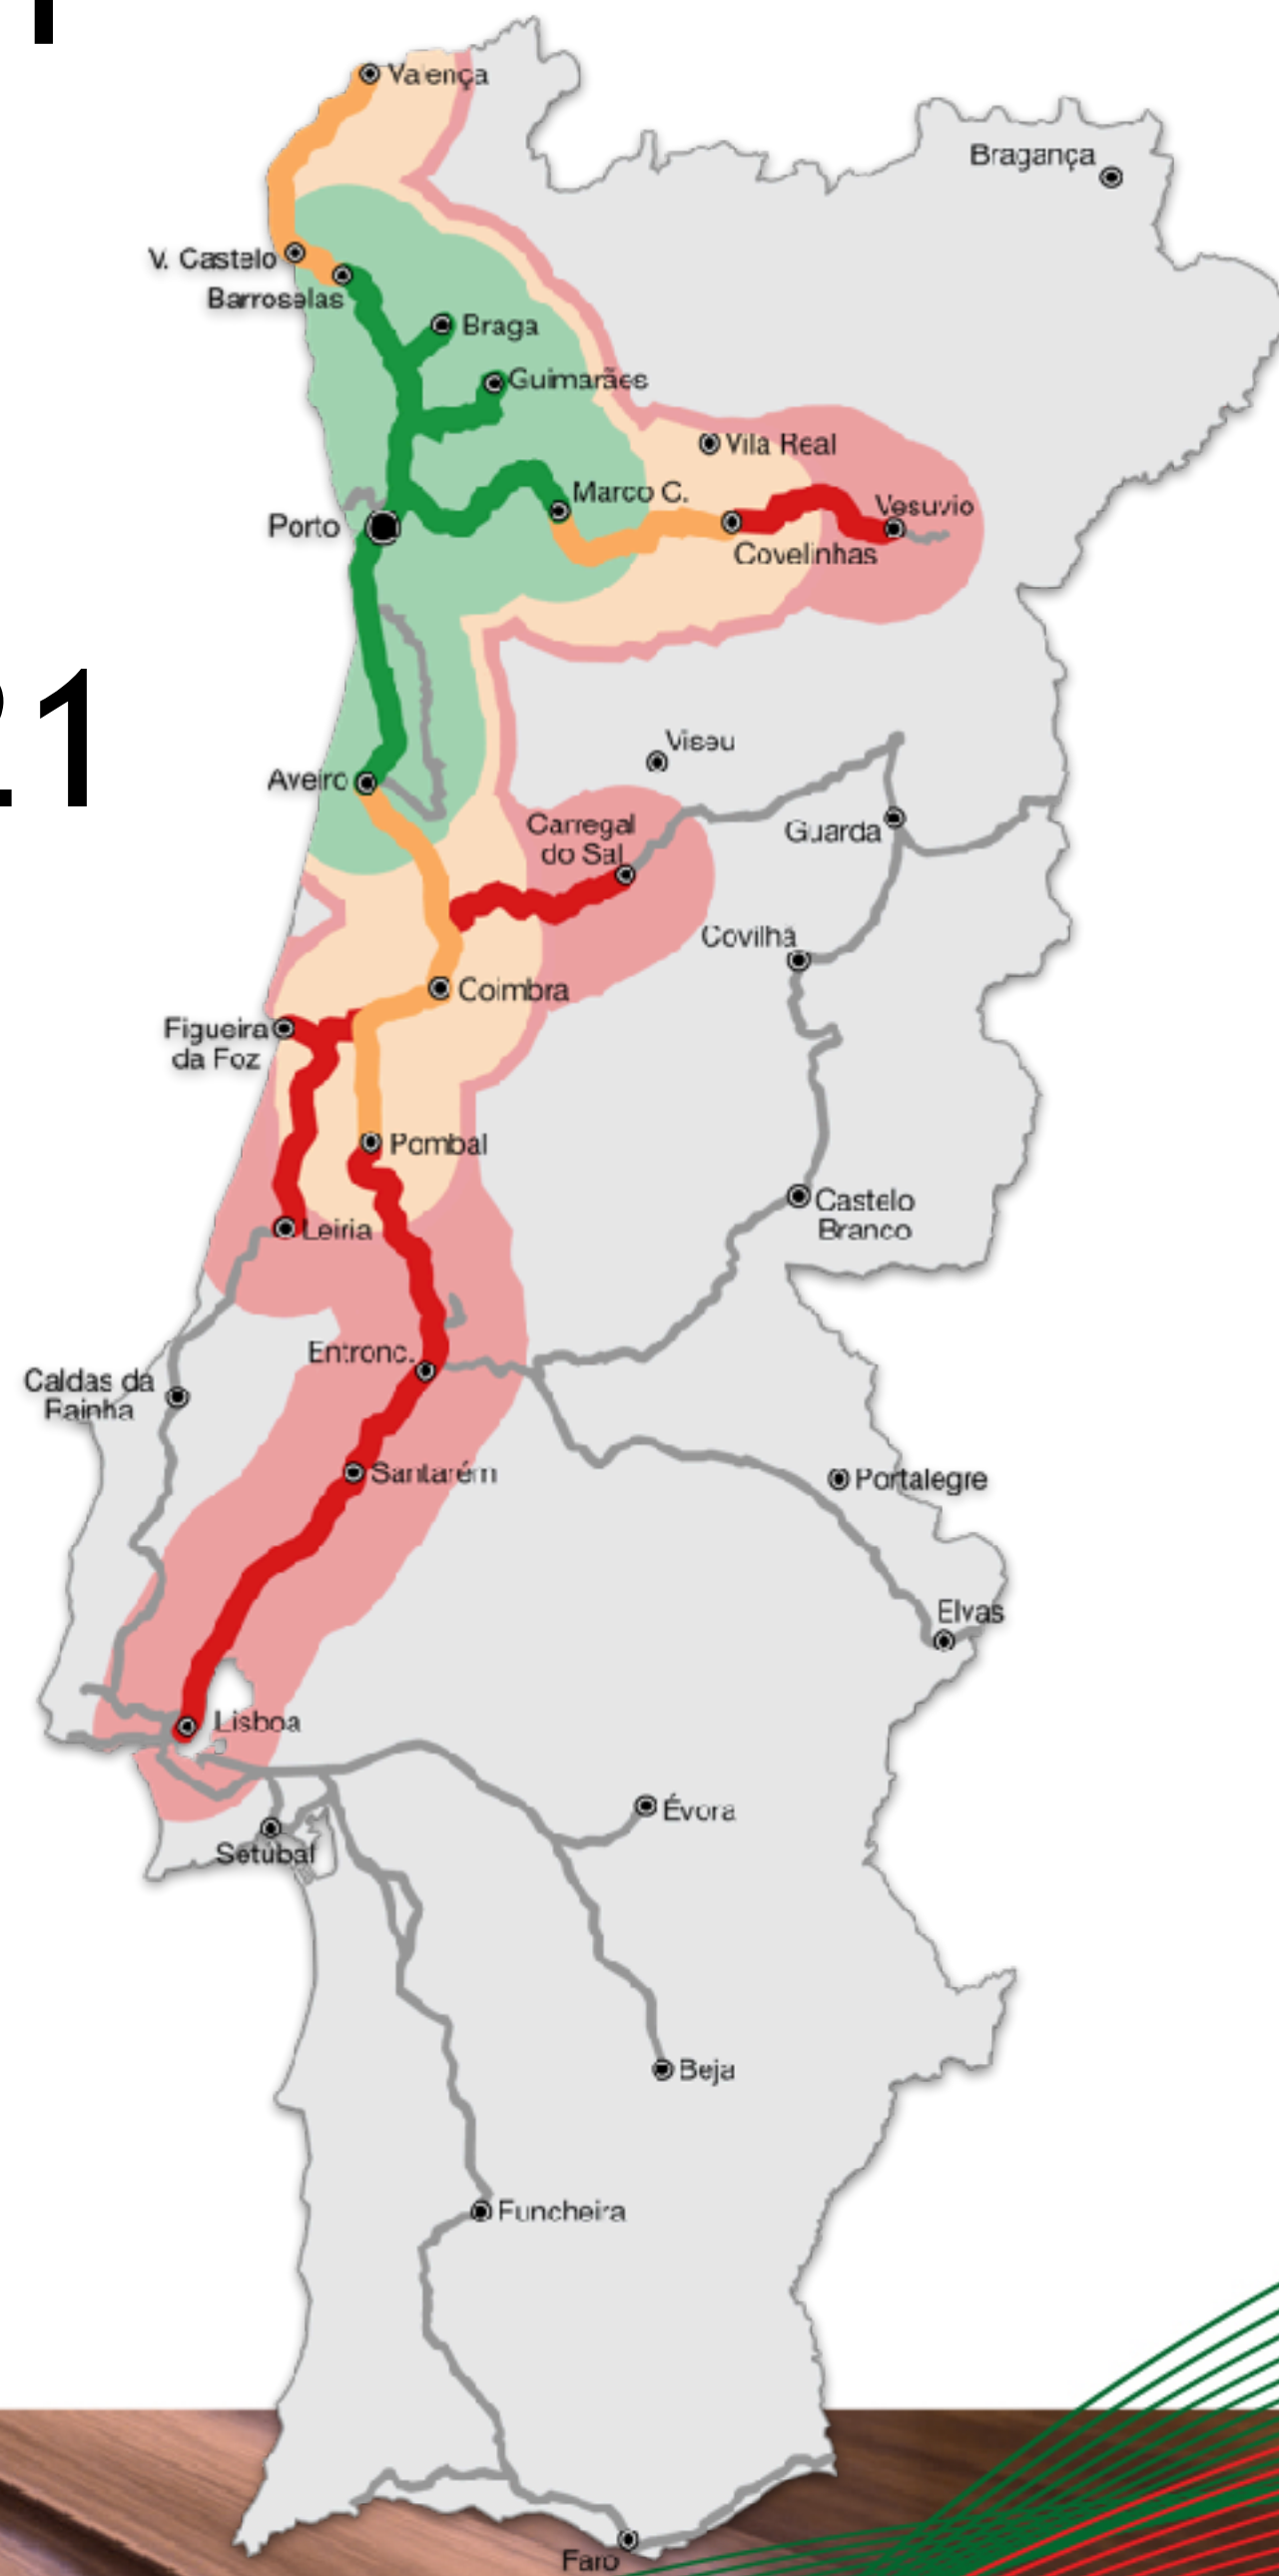 Valença
Bragança
V. Castelo
Barroselas
Braga
Guimarães
Vila Real
Marco C.
Vesuvio
Porto
Covelinhas
21
Viseu
Aveiro
Carregal
do Sal
Guarda
Covilhã
Coimbra
Figueira
da Foz
Pombal
Castelo
Branco
Leiria
Entronc.
Caldas da
Rainha
Santarém
Portalegre
Elvas
Lisboa
Évora
Setúbal
Beja
Funcheira
Faro